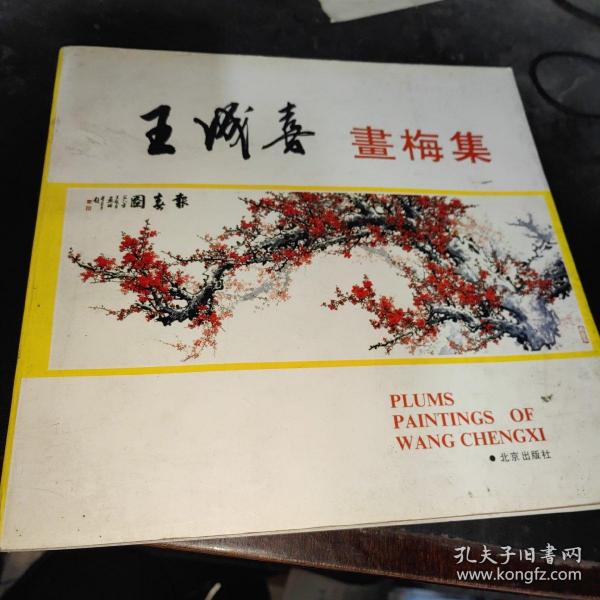 王成喜 畫梅集
報春圖
PLUMS
PAINTINGS OF
WANG CHENGXI
●北京出版社
孔夫子旧书网
www.kongfz.com